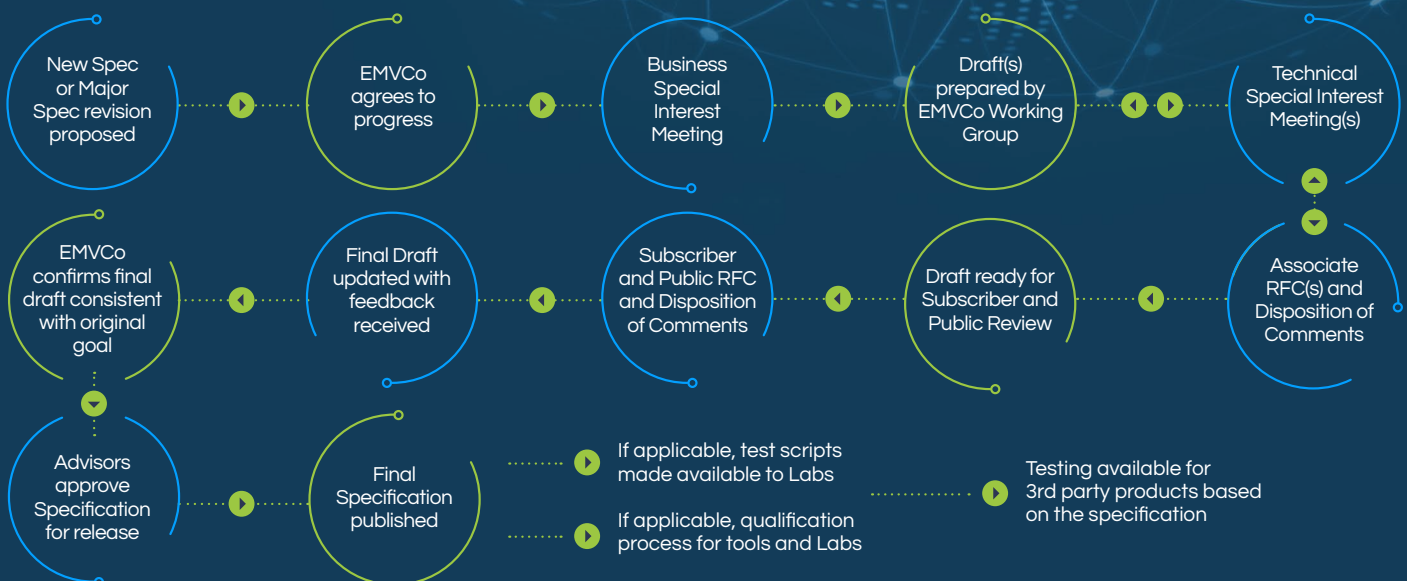 New Spec
or Major
Spec revision
proposed
EMVCo
agrees to
progress
Business
Special
Interest
Meeting
Draft(s)
prepared by
EMVCo Working
Group
Technical
Special Interest
Meeting(s)
Associate
RFC(s) and
Disposition of
Comments
Draft ready for
Subscriber and
Public Review
Subscriber
and Public RFC
and Disposition
of Comments
Final Draft
updated with
feedback
received
EMVCo
confirms final
draft consistent
with original
goal
Advisors
approve
Specification
for release
Final
Specification
published
If applicable, test scripts
made available to Labs
If applicable, qualification
process for tools and Labs
Testing available for
3rd party products based
on the specification